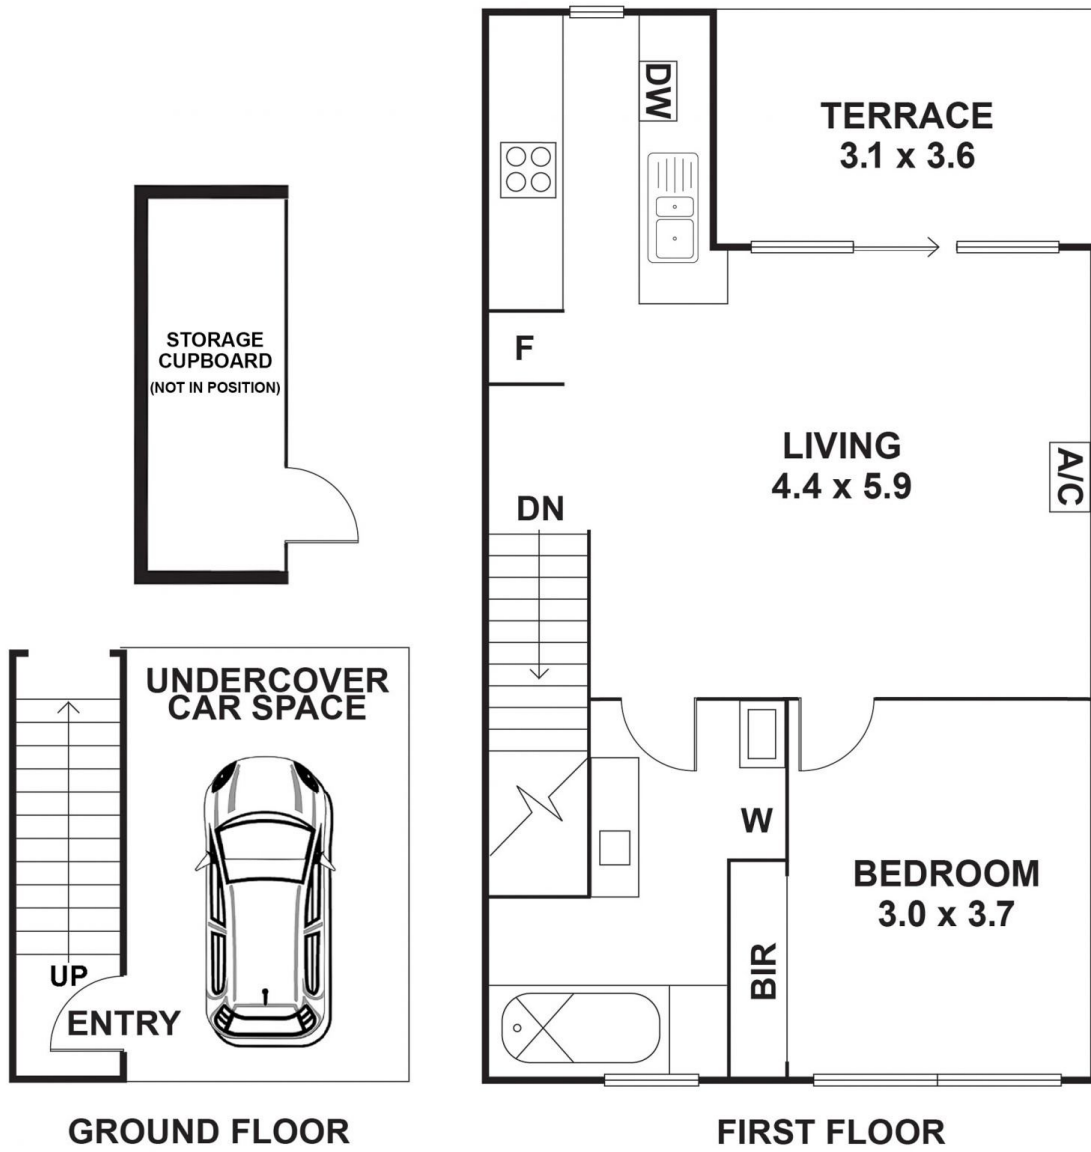 DW
TERRACE
3.1 x 3.6
STORAGE
CUPBOARD
(NOT IN POSITION)
F
LIVING
4.4 x 5.9
A/C
DN
UNDERCOVER
CAR SPACE
W
BEDROOM
3.0 x 3.7
BIR
UP
ENTRY
GROUND FLOOR
FIRST FLOOR